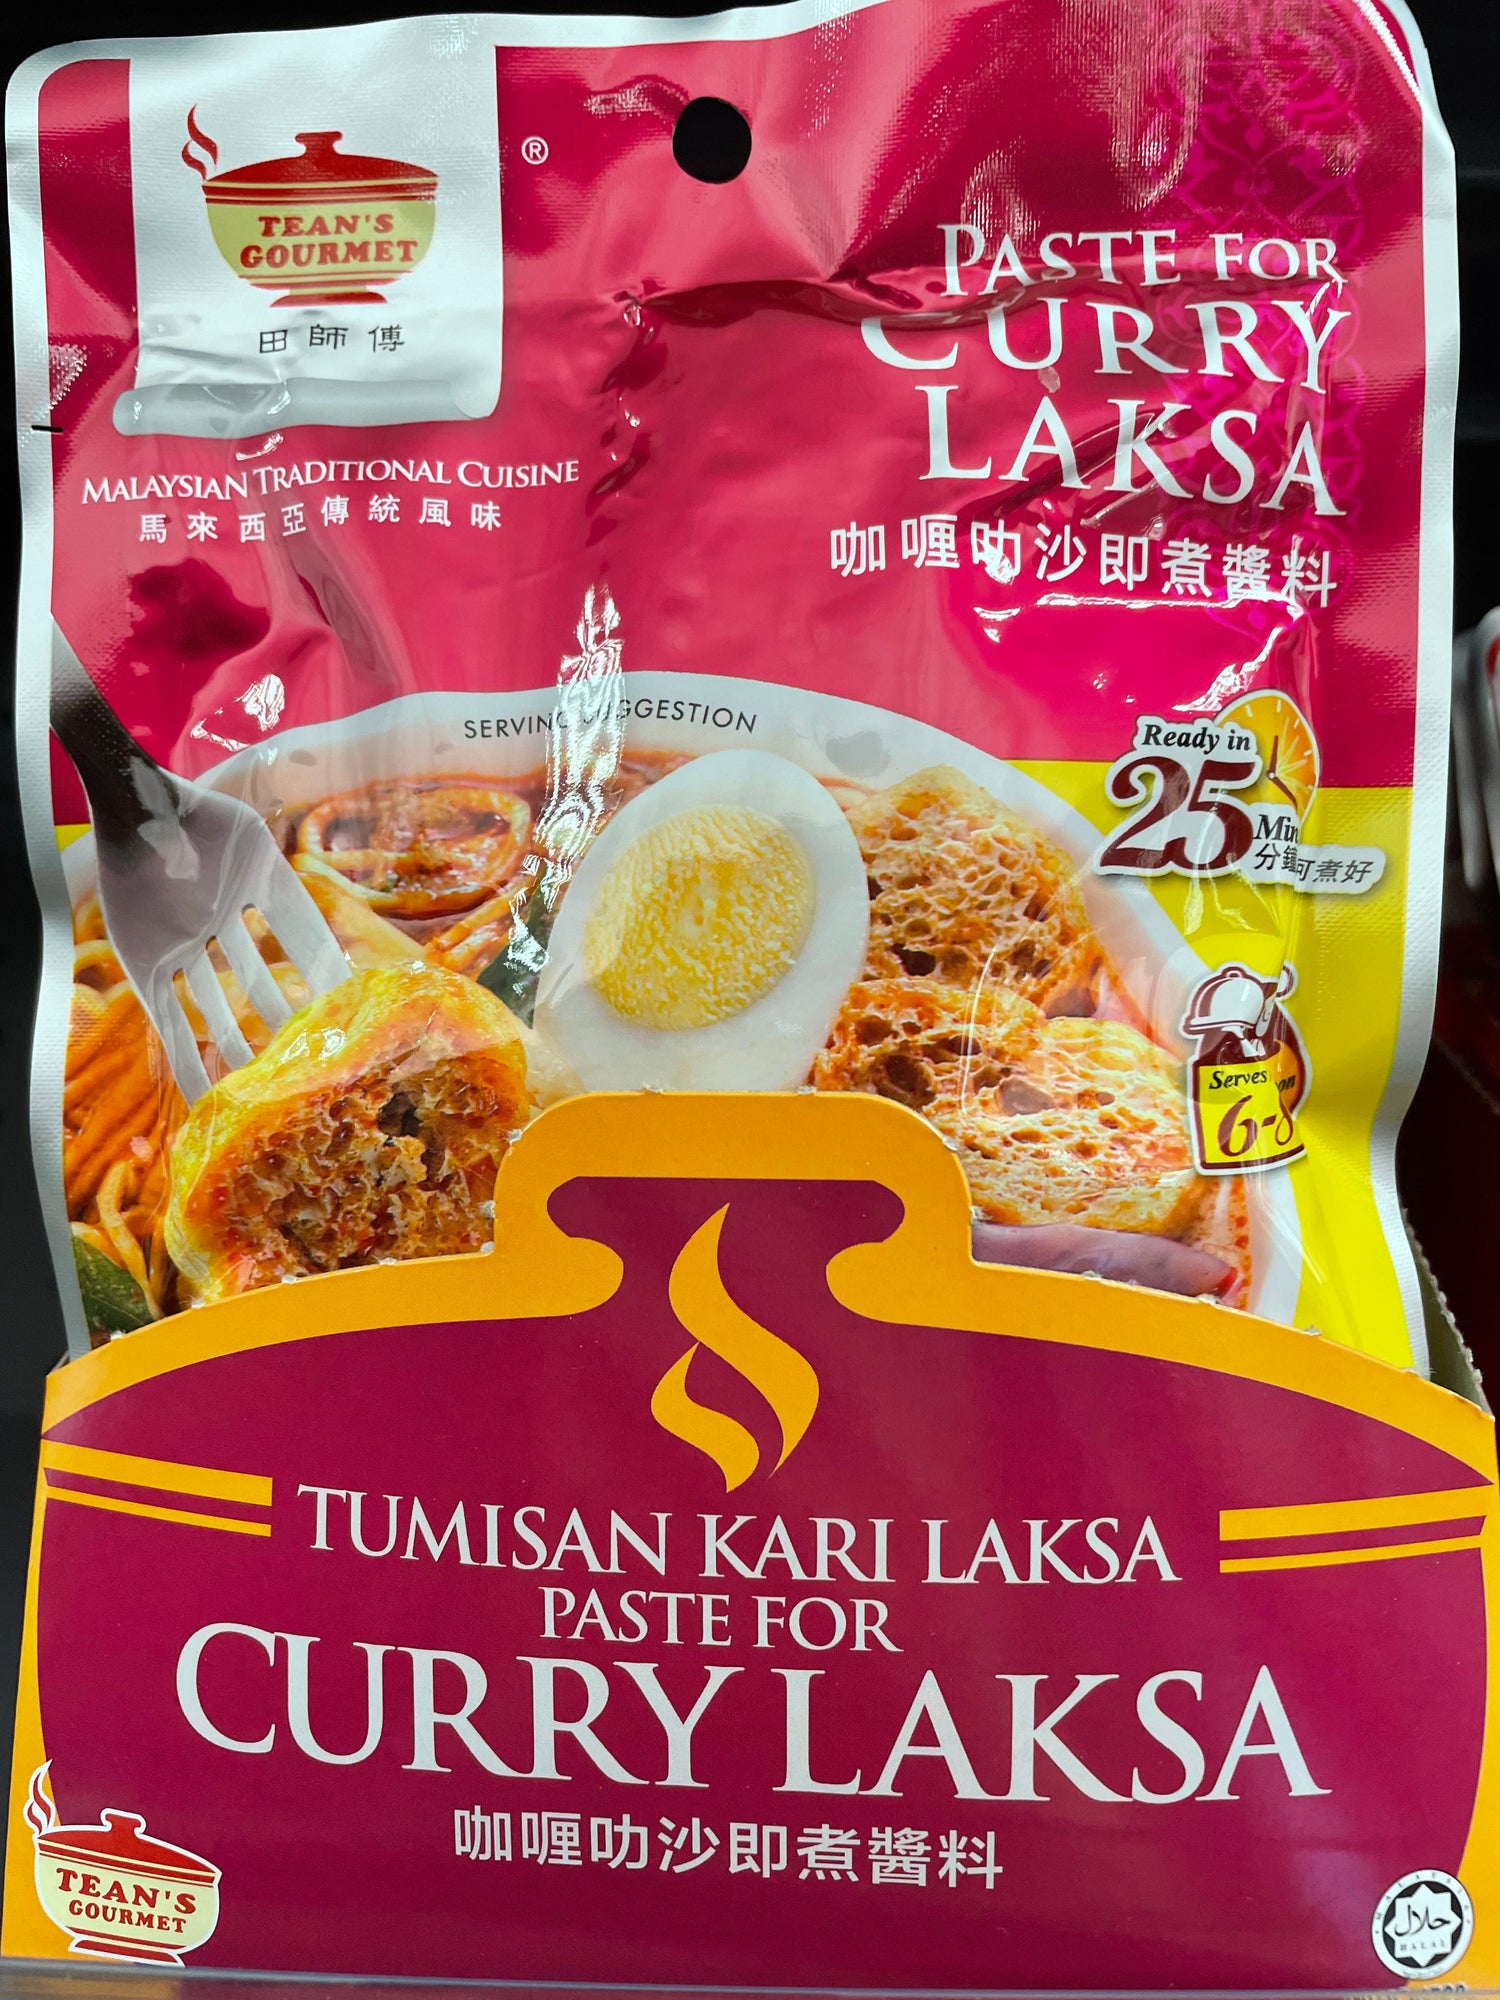 TEAN'S
GOURMET
®
田師傅
MALAYSIAN TRADITIONAL CUISINE
馬來西亞傳統風味
PASTE FOR
CURRY
LAKSA
咖喱叻沙即煮醬料
SERVING SUGGESTION
Ready in
25
Min
分鐘可煮好
Serves
6-8
TUMISAN KARI LAKSA
PASTE FOR
CURRY LAKSA
咖喱叻沙即煮醬料
TEAN'S
GOURMET
MALAYSIA
حلال
HALAL